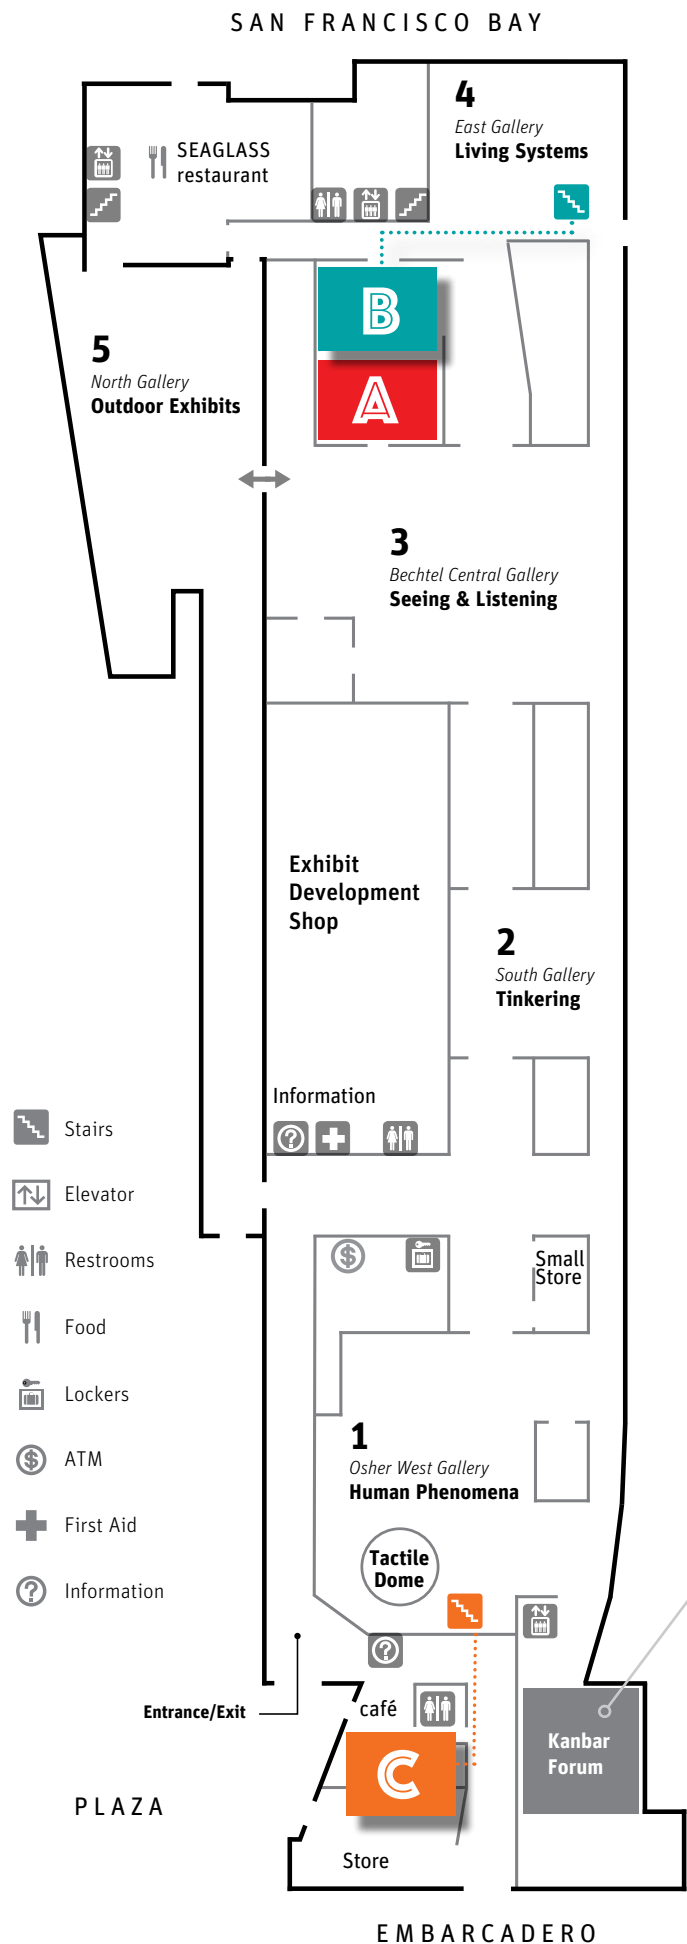 SAN FRANCISCO BAY
4
East Gallery
Living Systems
SEAGLASS
restaurant
B
A
5
North Gallery
Outdoor Exhibits
3
Bechtel Central Gallery
Seeing & Listening
Exhibit
Development
Shop
2
South Gallery
Tinkering
Information
Stairs
Elevator
Restrooms
Food
Lockers
$ ATM
First Aid
? Information
?
$
Small
Store
1
Osher West Gallery
Human Phenomena
Tactile
Dome
?
Entrance/Exit
café
C
Kanbar
Forum
PLAZA
Store
EMBARCADERO